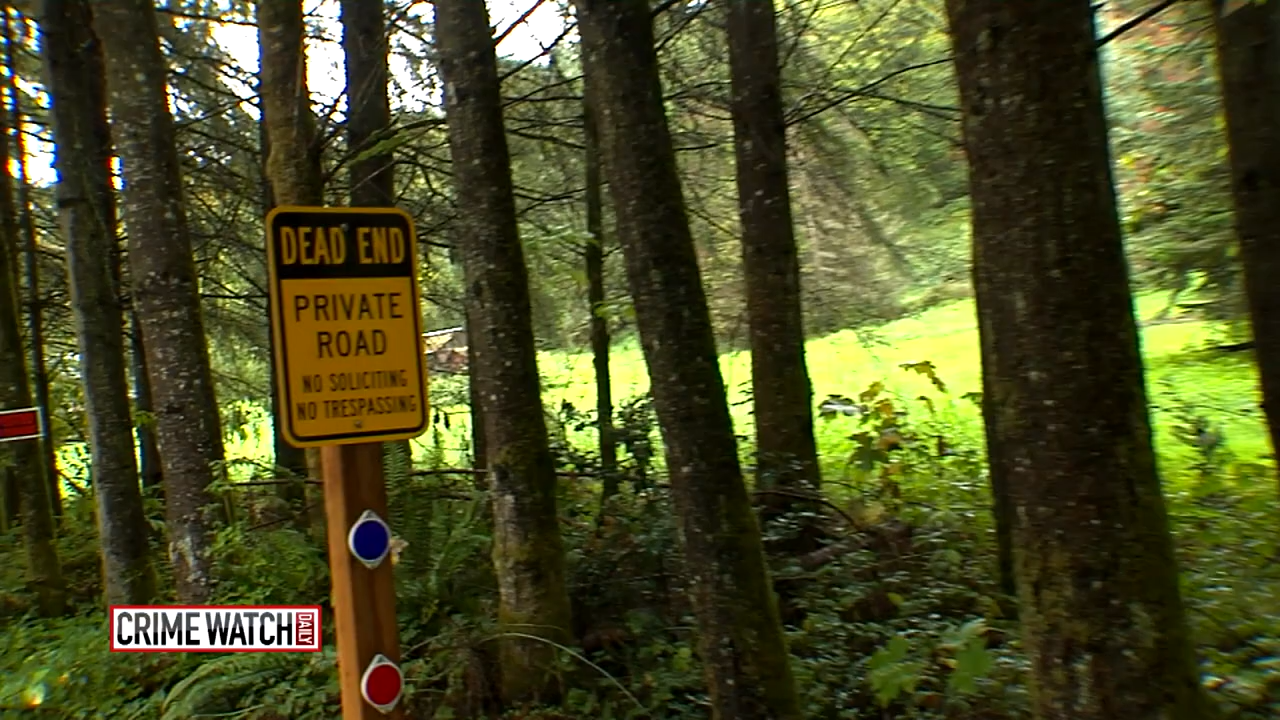 DEAD END
PRIVATE
ROAD
NO SOLICITING
NO TRESPASSING
CRIME WATCH DAILY